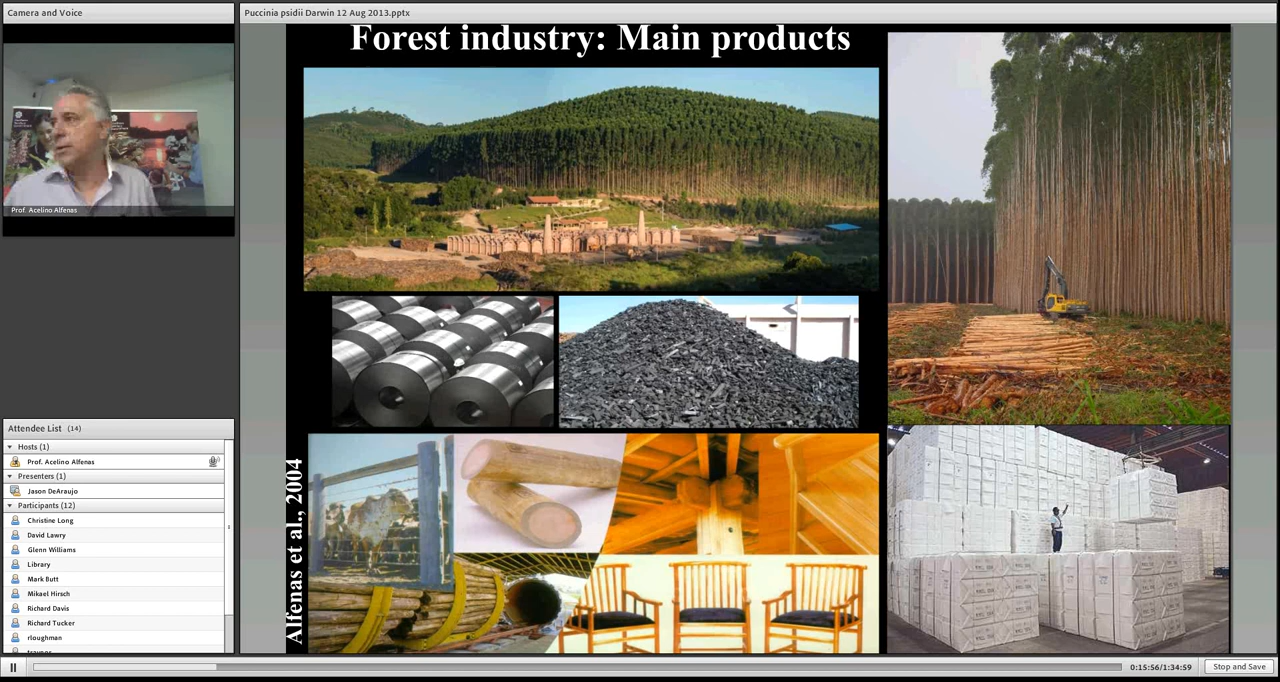 Camera and Voice
Prof. Acelino Alfenas
Attendee List (14)
Hosts (1)
Prof. Acelino Alfenas
Presenters (1)
Jason DeAraujo
Participants (12)
Christine Long
David Lawry
Glenn Williams
Library
Mark Butt
Mikael Hirsch
Richard Davis
Richard Tucker
rloughman
Puccinia psidii Darwin 12 Aug 2013.pptx
Forest industry: Main products
Alfenas et al., 2004
0:15:56/1:34:59
Stop and Save